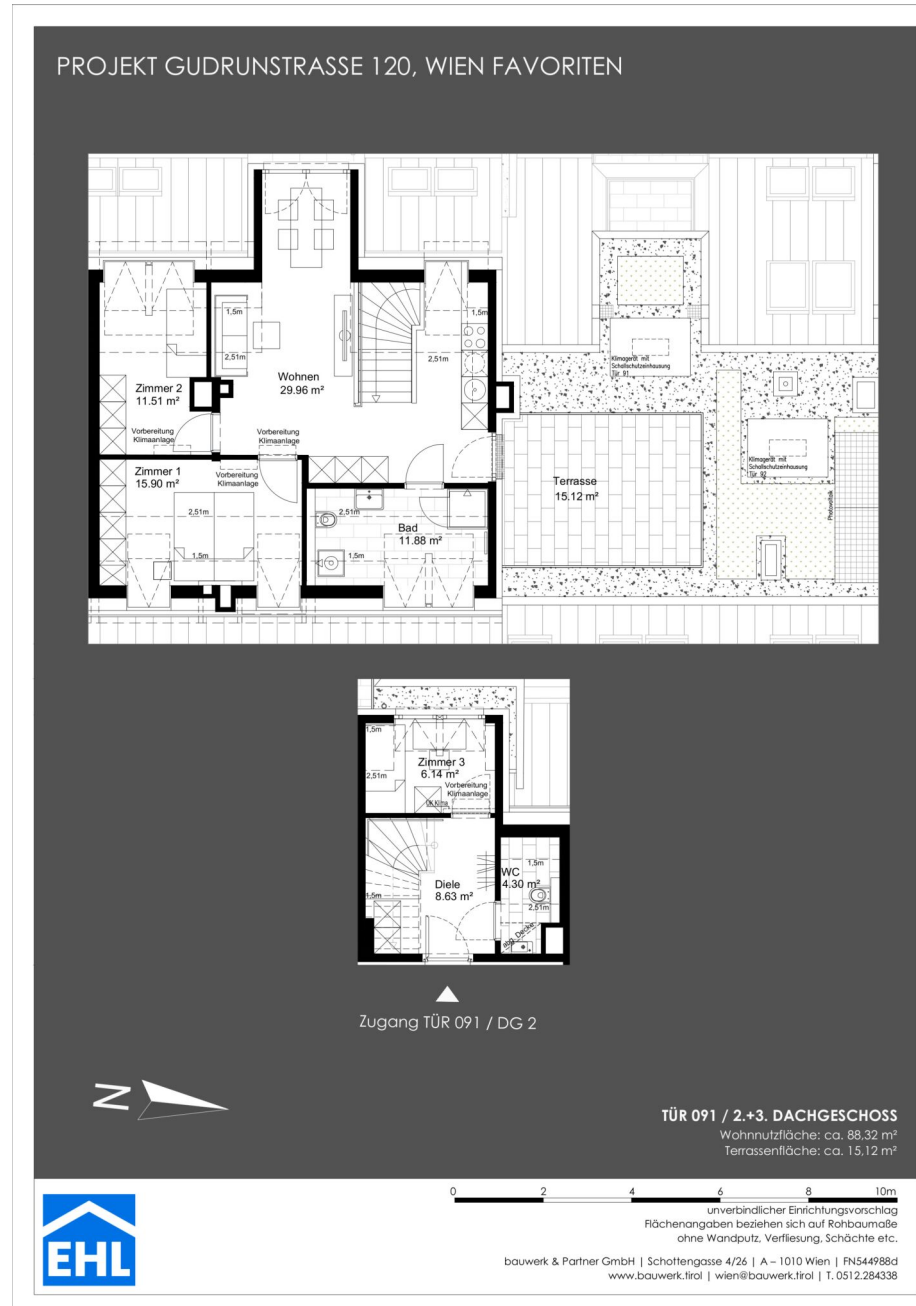 PROJEKT GUDRUNSTRASSE 120, WIEN FAVORITEN
1,5m
1,5m
2,51m
2,51m
2,51m
Wohnen
29.96 m²
Zimmer 2
11.51 m²
Vorbereitung
Klimaanlage
Klimagerät mit
Schallschutzeinhausung
Tür 91
Klimagerät mit
Schallschutzeinhausung
Tür 92
Photovoltaik
Zimmer 1
15.90 m²
Vorbereitung
Klimaanlage
2,51m
1,5m
2,51m
Bad
11.88 m²
1,5m
Terrasse
15.12 m²
1,5m
Zimmer 3
6.14 m²
2,51m
Vorbereitung
Klimaanlage
UK Klima
Diele
8.63 m²
1,5m
1,5m
WC
4.30 m²
2,51m
abg. Decke
Zugang TÜR 091 / DG 2
N
TÜR 091 / 2.+3. DACHGESCHOSS
Wohnnutzfläche: ca. 88,32 m²
Terrassenfläche: ca. 15,12 m²
0 2 4 6 8 10m
unverbindlicher Einrichtungsvorschlag
Flächenangaben beziehen sich auf Rohbaumaße
ohne Wandputz, Verfliesung, Schächte etc.
EHL
bauwerk & Partner GmbH | Schottengasse 4/26 | A – 1010 Wien | FN544988d
www.bauwerk.tirol | wien@bauwerk.tirol | T. 0512.284338